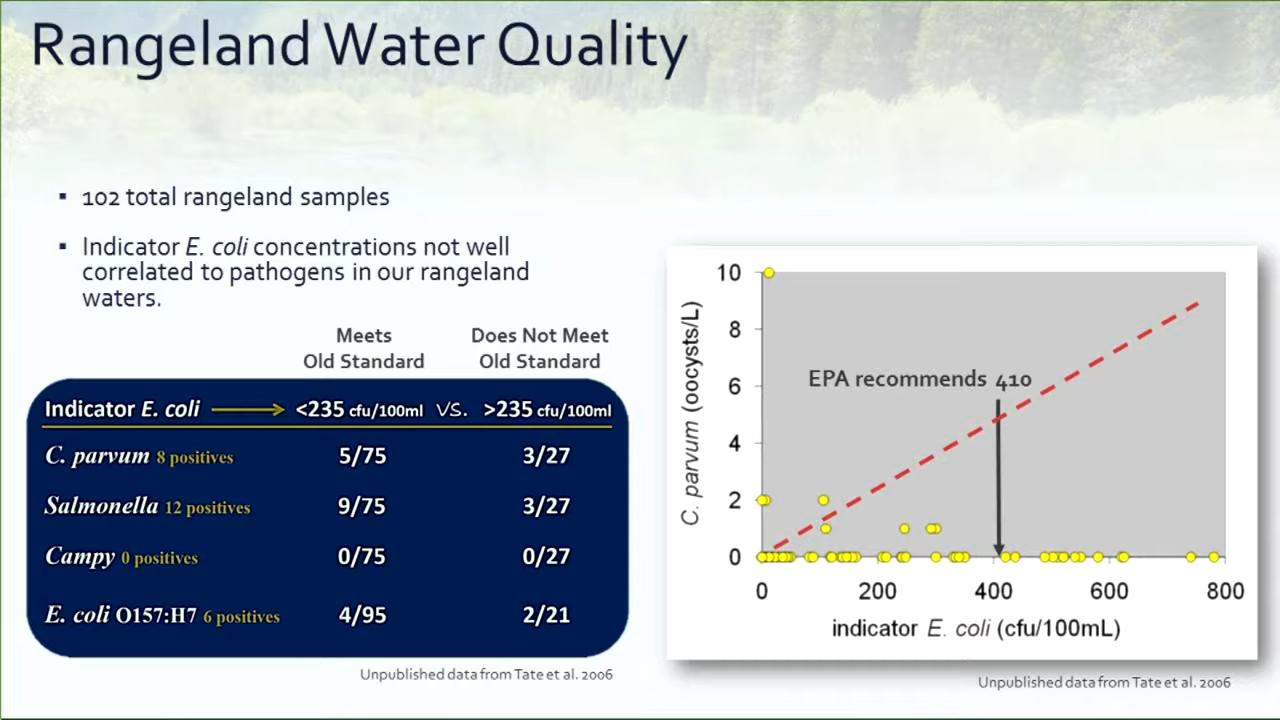 Rangeland Water Quality
▪ 102 total rangeland samples
▪ Indicator E. coli concentrations not well
correlated to pathogens in our rangeland
waters.
Meets
Old Standard
Does Not Meet
Old Standard
Indicator E. coli <235 cfu/100ml VS. >235 cfu/100ml
C. parvum 8 positives 5/75 3/27
Salmonella 12 positives 9/75 3/27
Campy 0 positives 0/75 0/27
E. coli O157:H7 6 positives 4/95 2/21
Unpublished data from Tate et al. 2006
C. parvum (oocysts/L)
10
8
6
4
2
0
EPA recommends 410
0 200 400 600 800
indicator E. coli (cfu/100mL)
Unpublished data from Tate et al. 2006